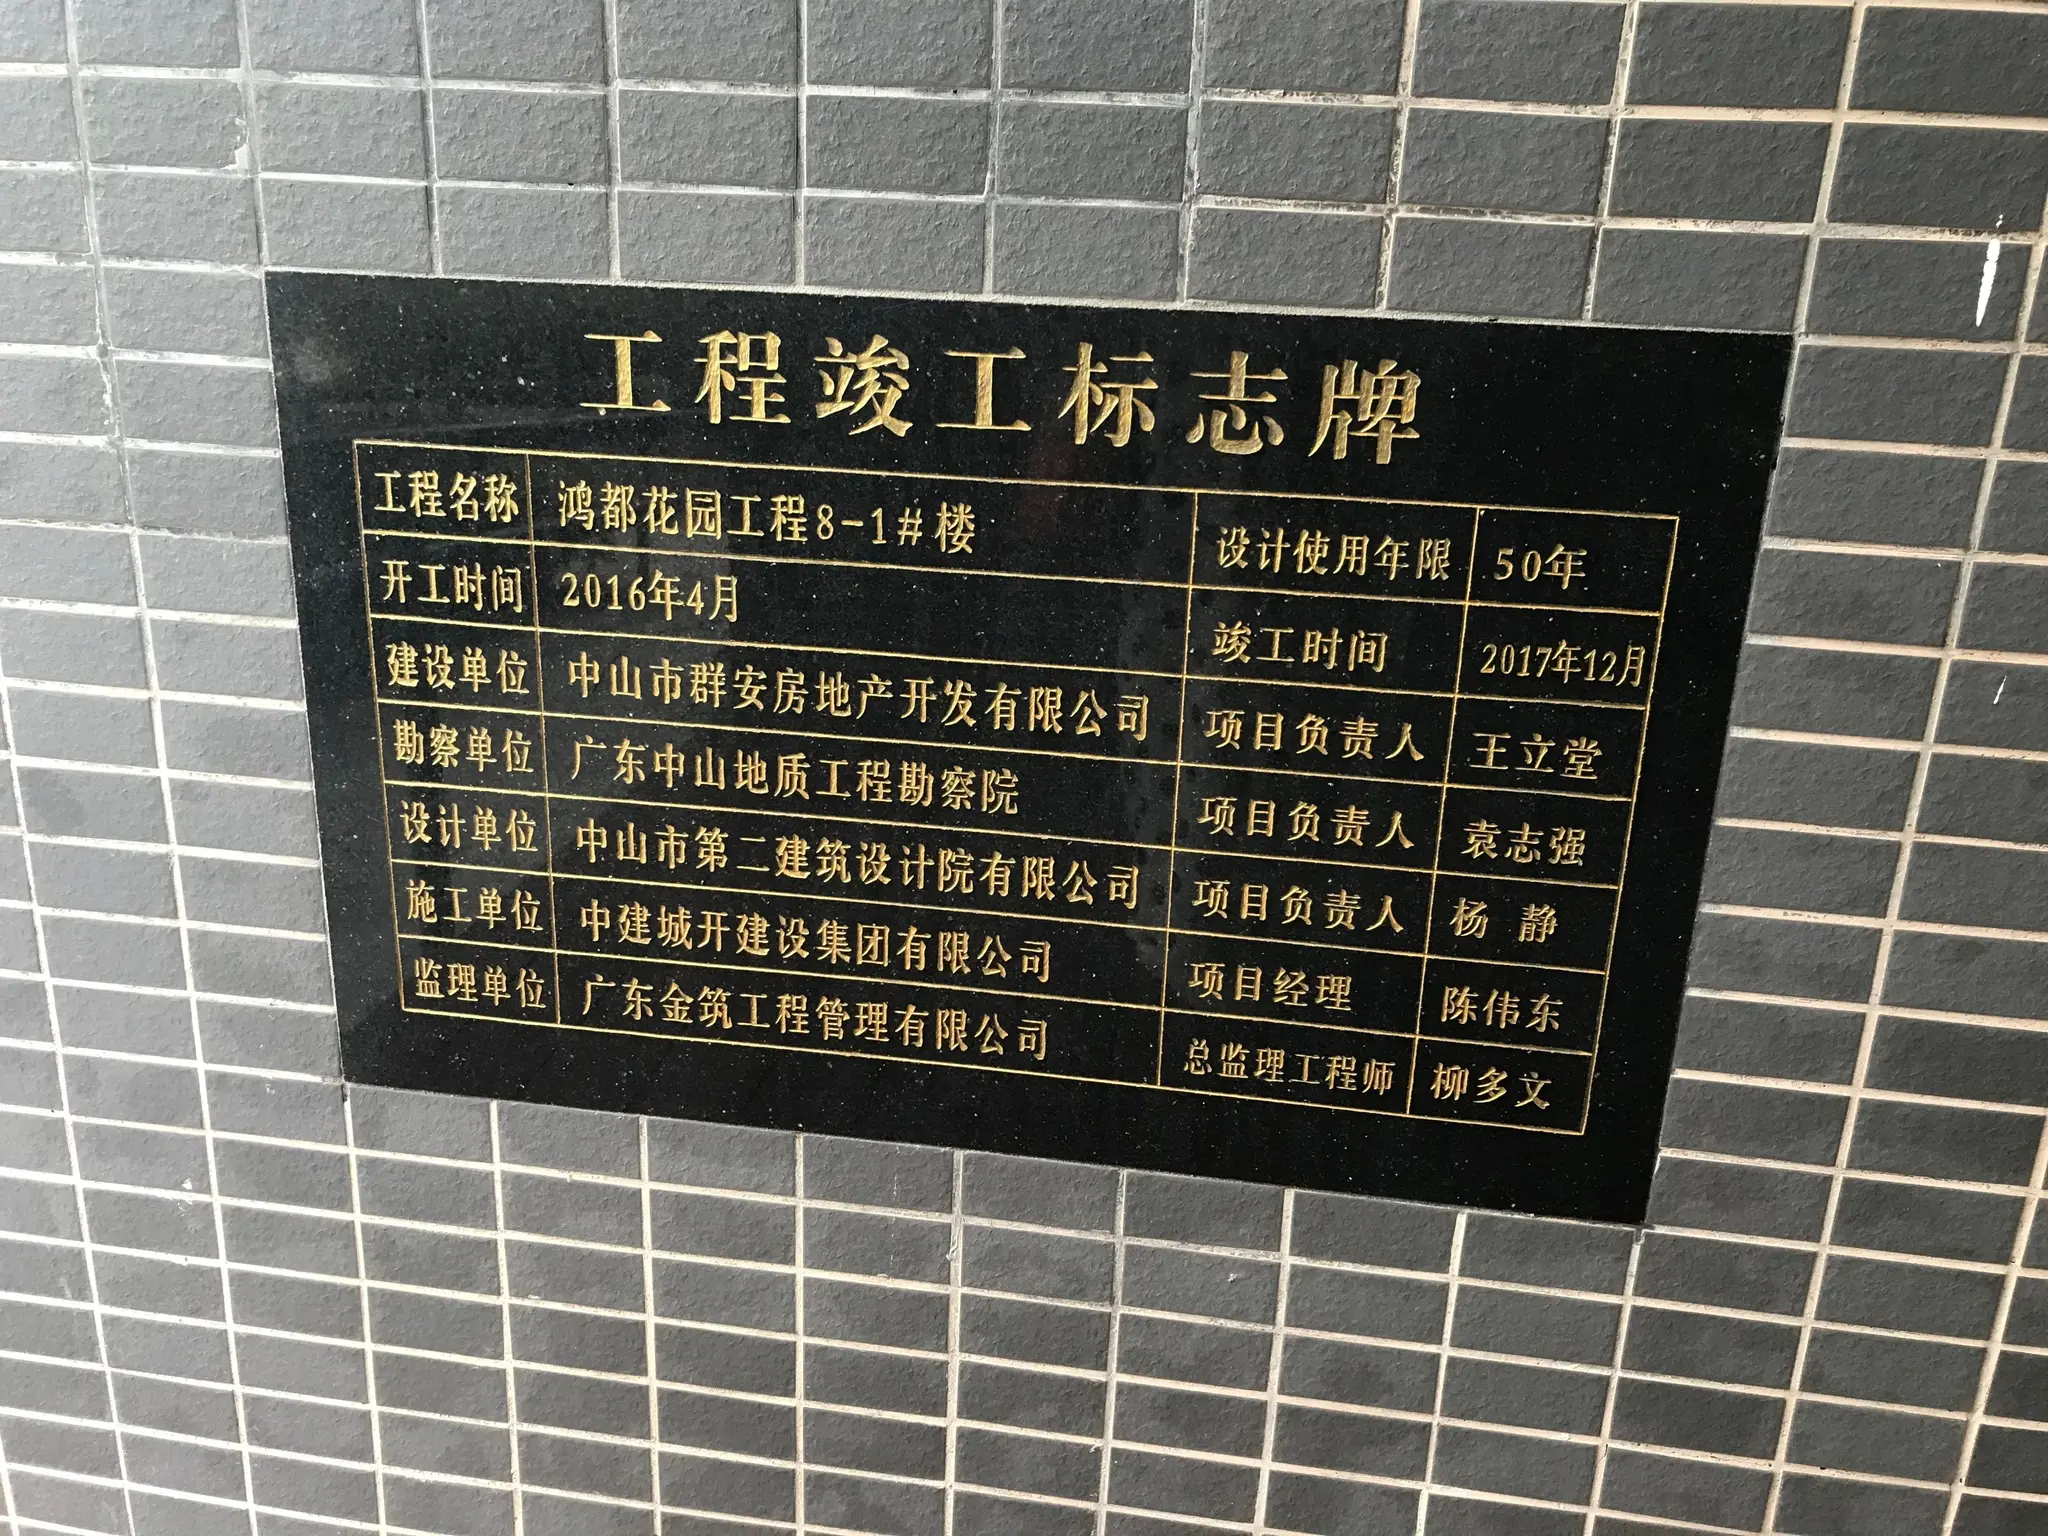 工程竣工标志牌
工程名称 鸿都花园工程8-1#楼 设计使用年限 50年
开工时间 2016年4月 竣工时间 2017年12月
建设单位 中山市群安房地产开发有限公司 项目负责人 王立堂
勘察单位 广东中山地质工程勘察院 项目负责人 袁志强
设计单位 中山市第二建筑设计院有限公司 项目负责人 杨 静
施工单位 中建城开建设集团有限公司 项目经理 陈伟东
监理单位 广东金筑工程管理有限公司 总监理工程师 柳多文